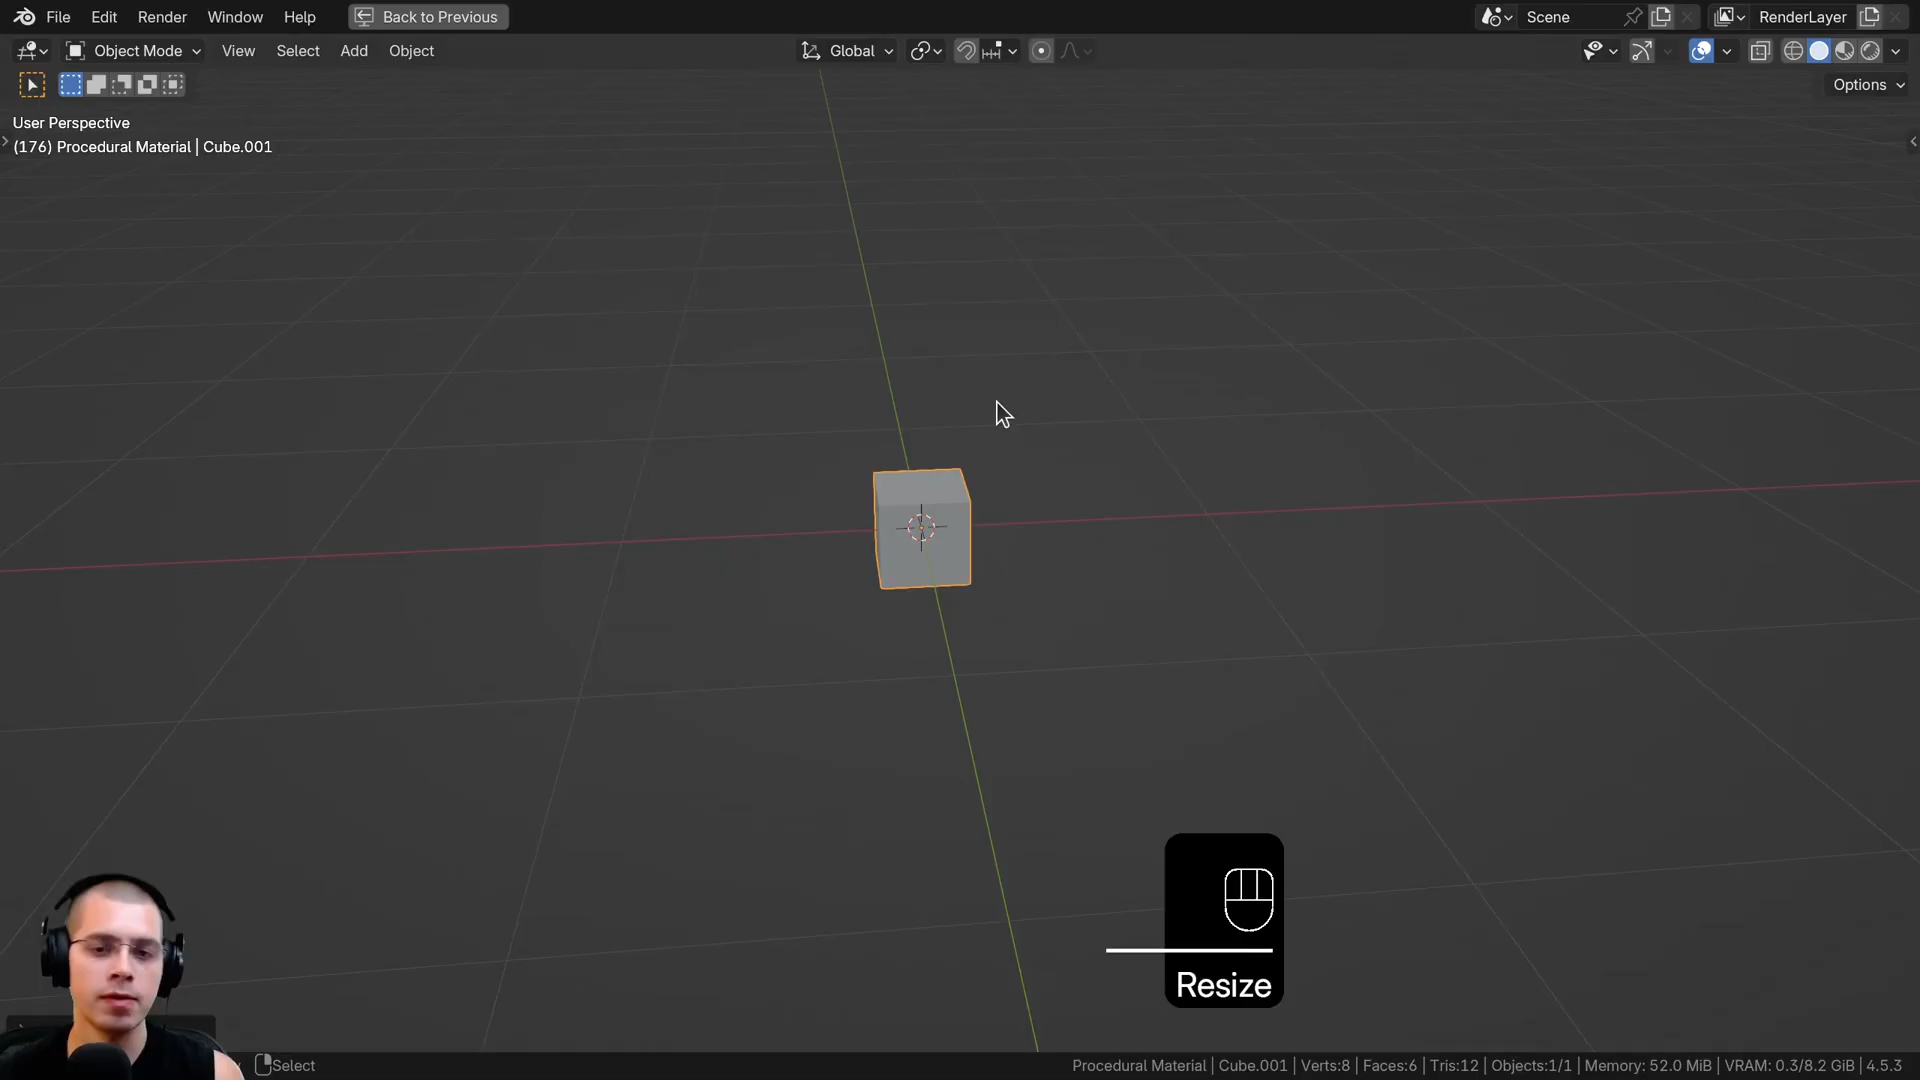 File Edit Render Window Help Back to Previous Scene RenderLayer
Object Mode View Select Add Object Global
Options
User Perspective
(176) Procedural Material | Cube.001
Resize
Select Procedural Material | Cube.001 | Verts:8 | Faces:6 | Tris:12 | Objects:1/1 | Memory: 52.0 MiB | VRAM: 0.3/8.2 GiB | 4.5.3